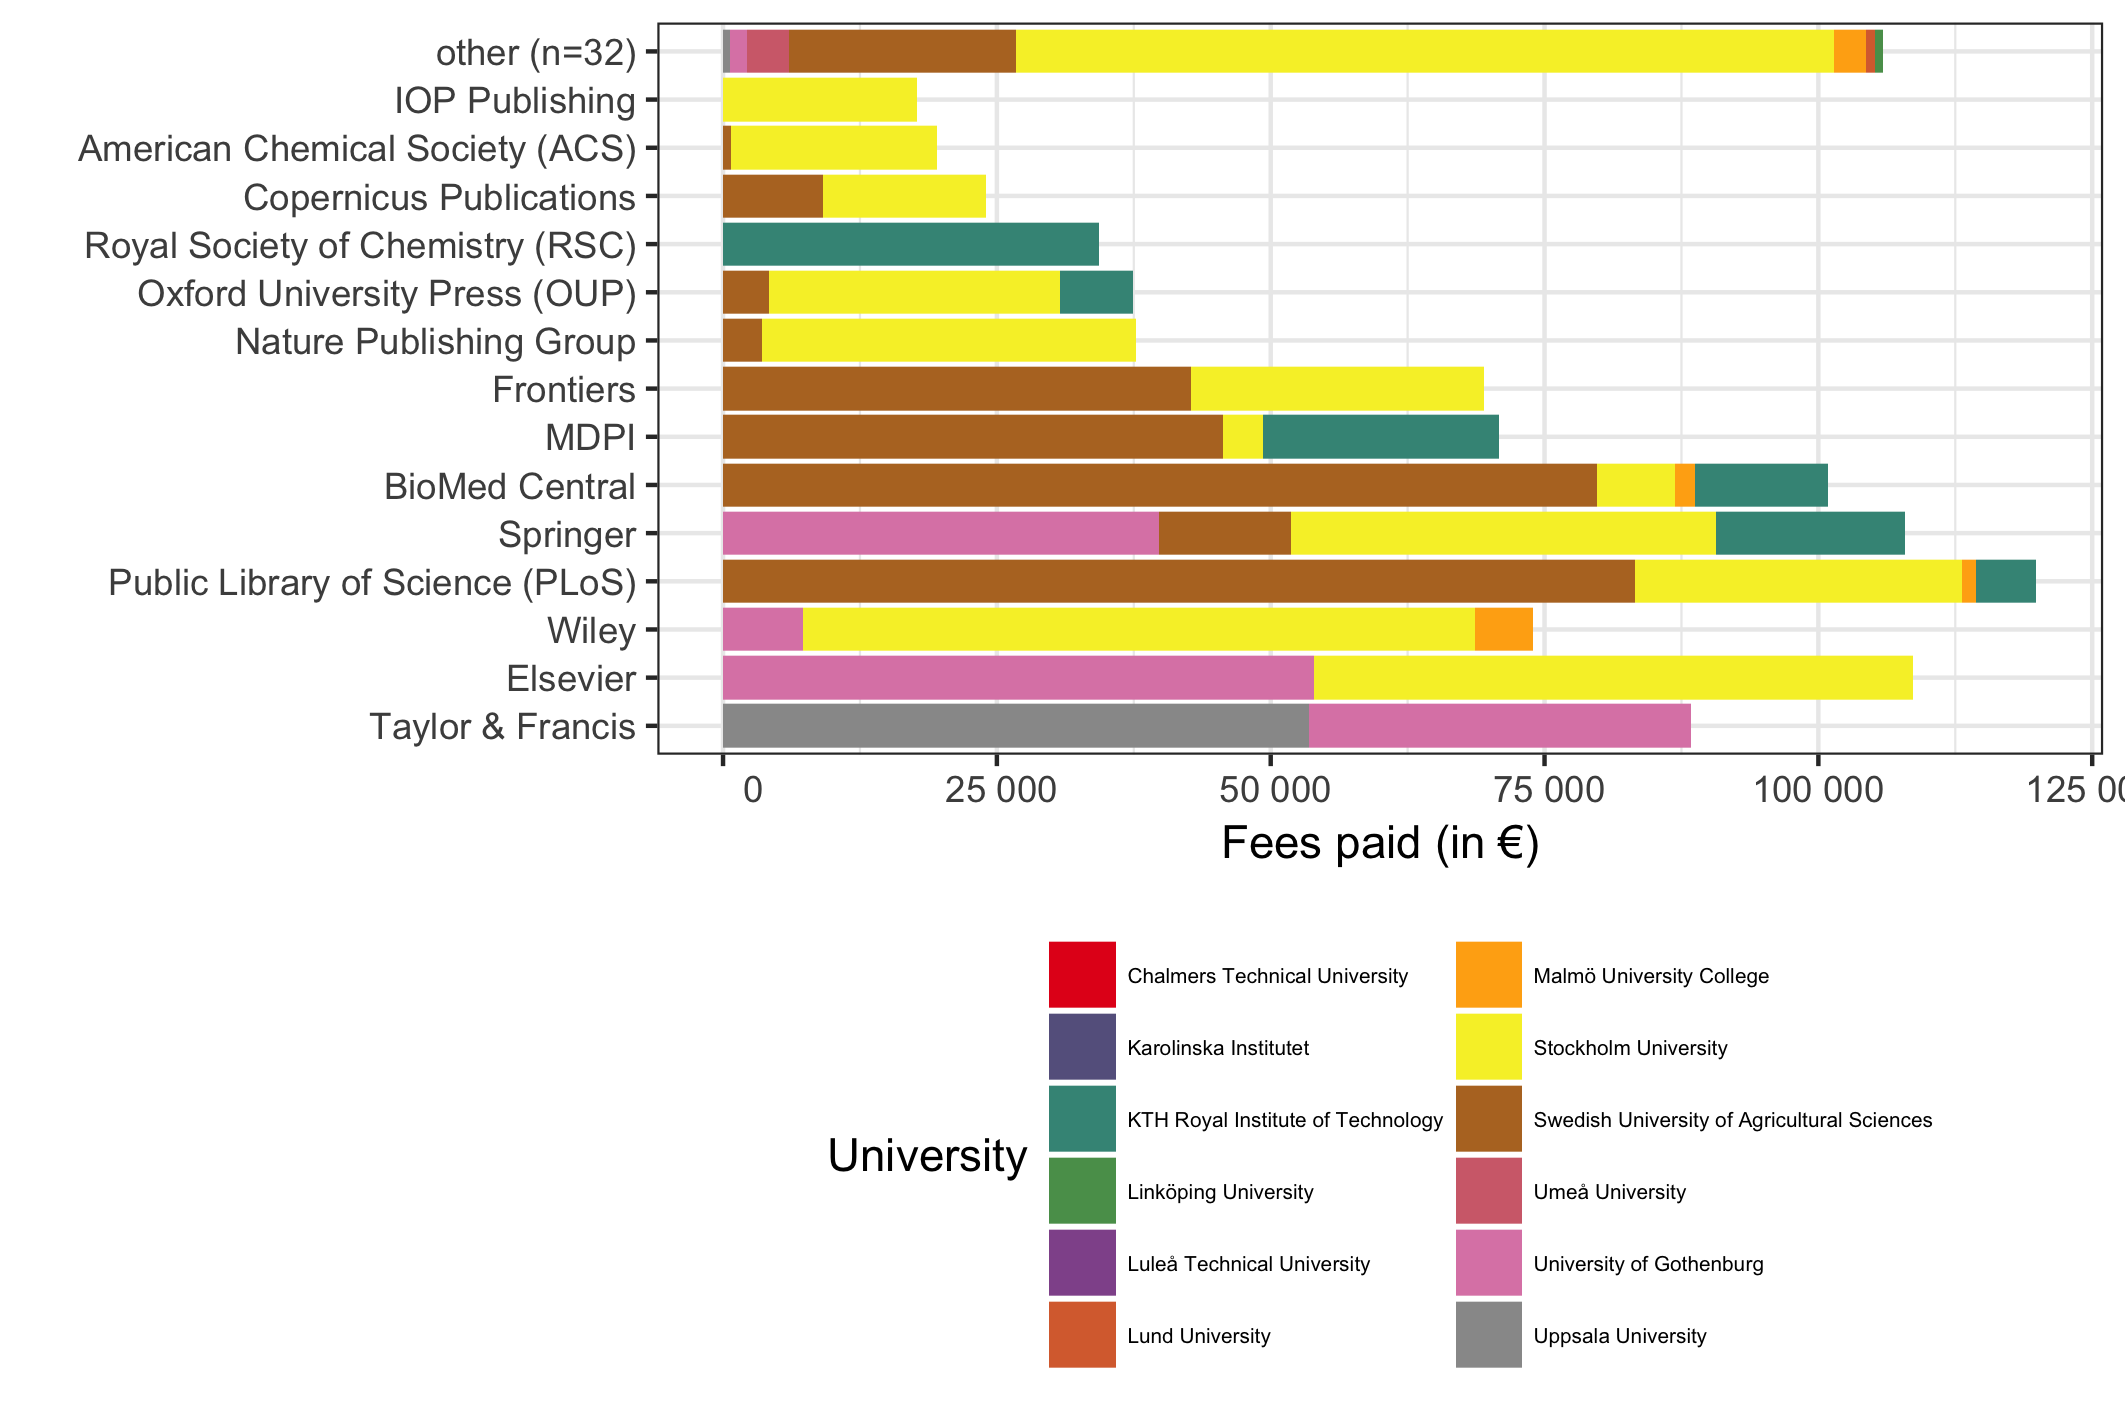 other (n=32)
IOP Publishing
American Chemical Society (ACS)
Copernicus Publications
Royal Society of Chemistry (RSC)
Oxford University Press (OUP)
Nature Publishing Group
Frontiers
MDPI
BioMed Central
Springer
Public Library of Science (PLoS)
Wiley
Elsevier
Taylor & Francis
0 25 000 50 000 75 000 100 000 125 00
Fees paid (in €)
University
Chalmers Technical University
Karolinska Institutet
KTH Royal Institute of Technology
Linköping University
Luleå Technical University
Lund University
Malmö University College
Stockholm University
Swedish University of Agricultural Sciences
Umeå University
University of Gothenburg
Uppsala University